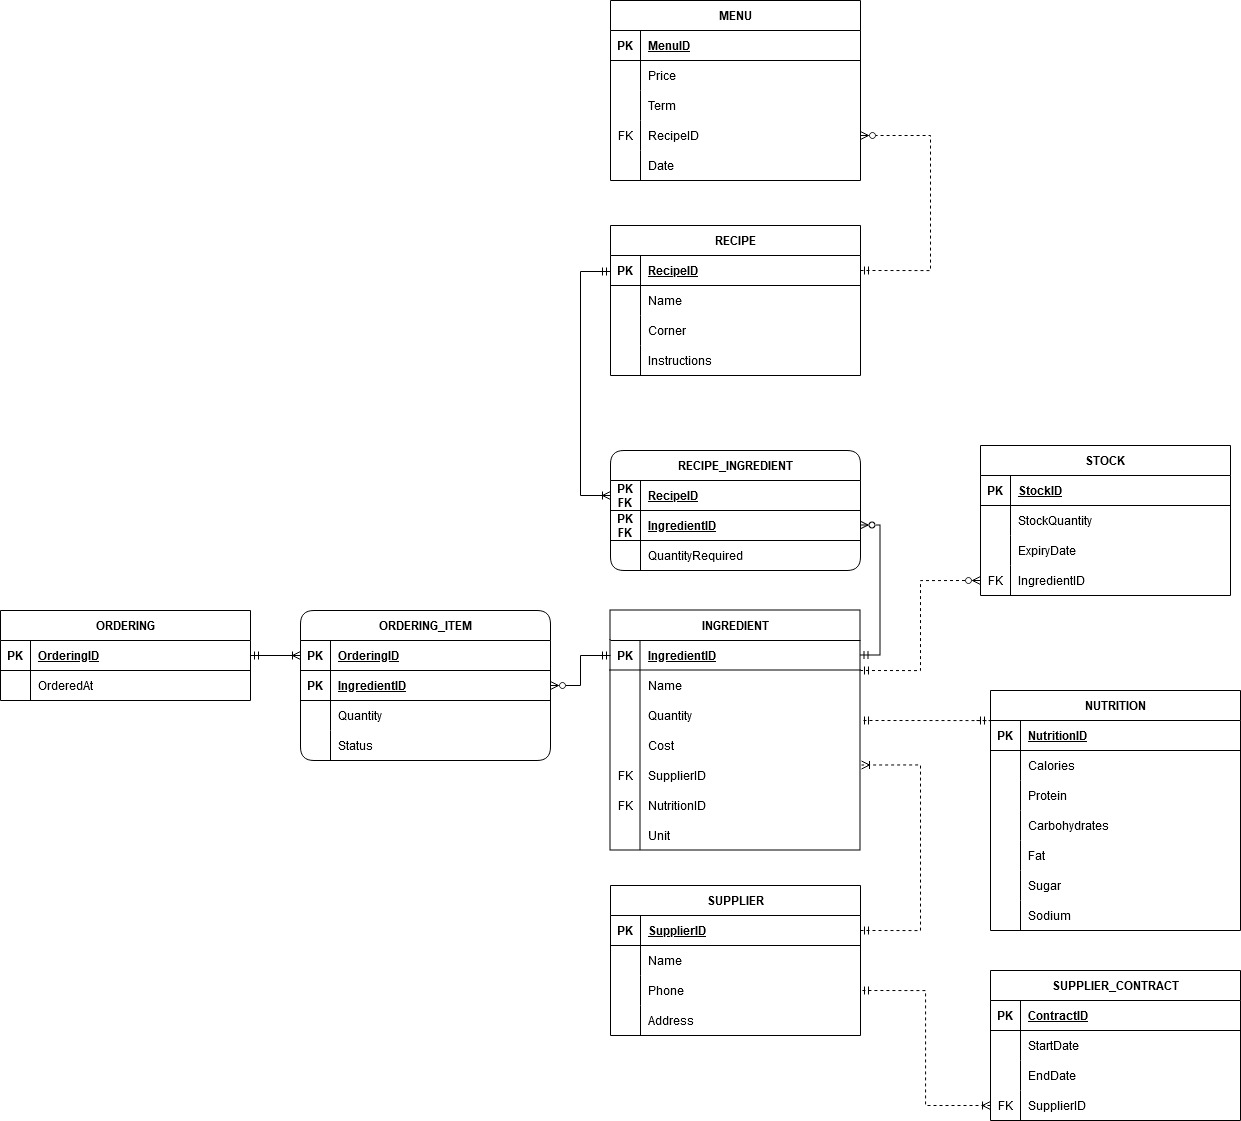 MENU
PK MenuID
Price
Term
FK RecipeID
Date
RECIPE
PK RecipeID
Name
Corner
Instructions
RECIPE_INGREDIENT
PK FK RecipeID
PK FK IngredientID
QuantityRequired
STOCK
PK StockID
StockQuantity
ExpiryDate
FK IngredientID
ORDERING
PK OrderingID
OrderedAt
ORDERING_ITEM
PK OrderingID
PK IngredientID
Quantity
Status
INGREDIENT
PK IngredientID
Name
Quantity
Cost
FK SupplierID
FK NutritionID
Unit
NUTRITION
PK NutritionID
Calories
Protein
Carbohydrates
Fat
Sugar
Sodium
SUPPLIER
PK SupplierID
Name
Phone
Address
SUPPLIER_CONTRACT
PK ContractID
StartDate
EndDate
FK SupplierID